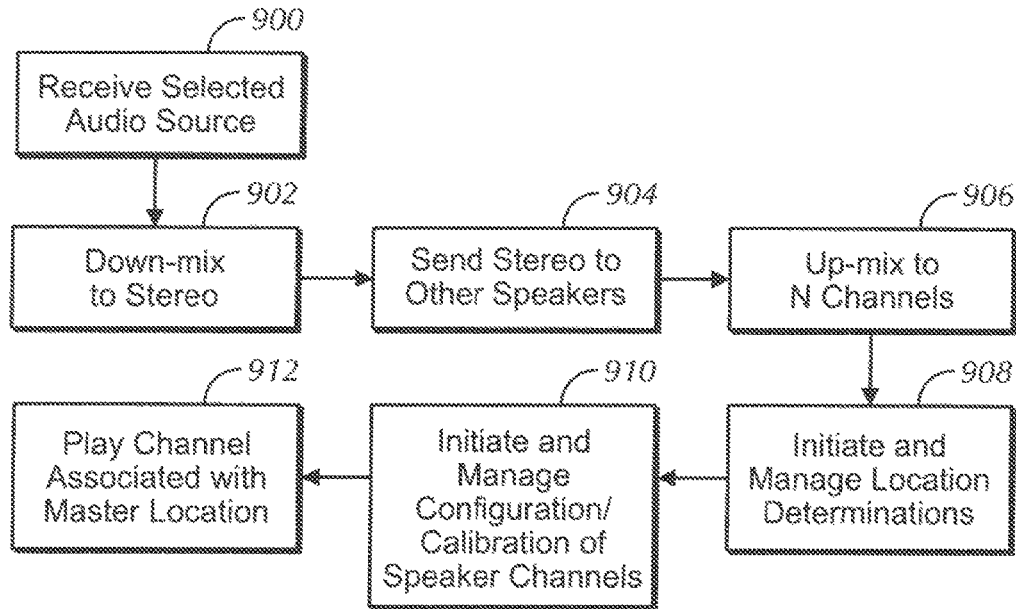 900
Receive Selected
Audio Source
902
Down-mix
to Stereo
904
Send Stereo to
Other Speakers
906
Up-mix to
N Channels
908
Initiate and
Manage Location
Determinations
910
Initiate and
Manage
Configuration/
Calibration of
Speaker Channels
912
Play Channel
Associated with
Master Location